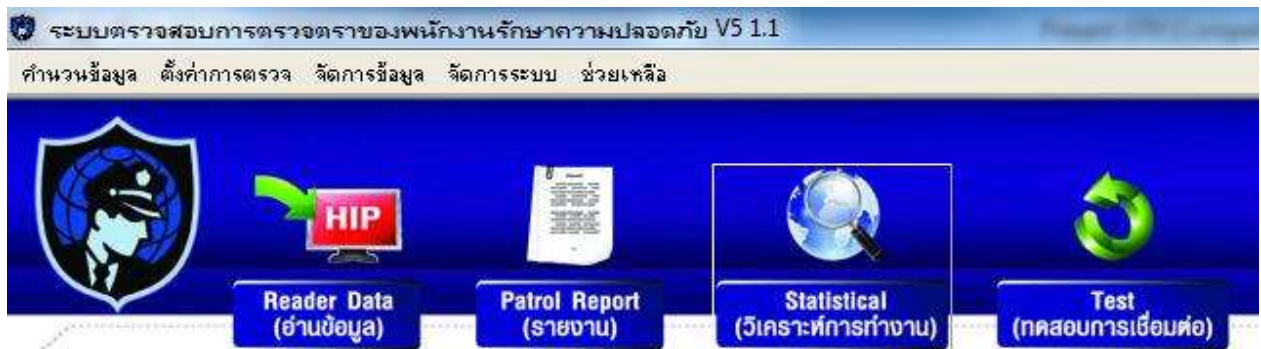 ระบบตรวจสอบการตรวจตราของพนักงานรักษาความปลอดภัย V5 1.1
คำนวนข้อมูล ตั้งค่าการตรวจ จัดการข้อมูล จัดการระบบ ช่วยเหลือ
HIP
Reader Data
(อ่านข้อมูล)
Patrol Report
(รายงาน)
Statistical
(วิเคราะห์การทำงาน)
Test
(ทดสอบการเชื่อมต่อ)